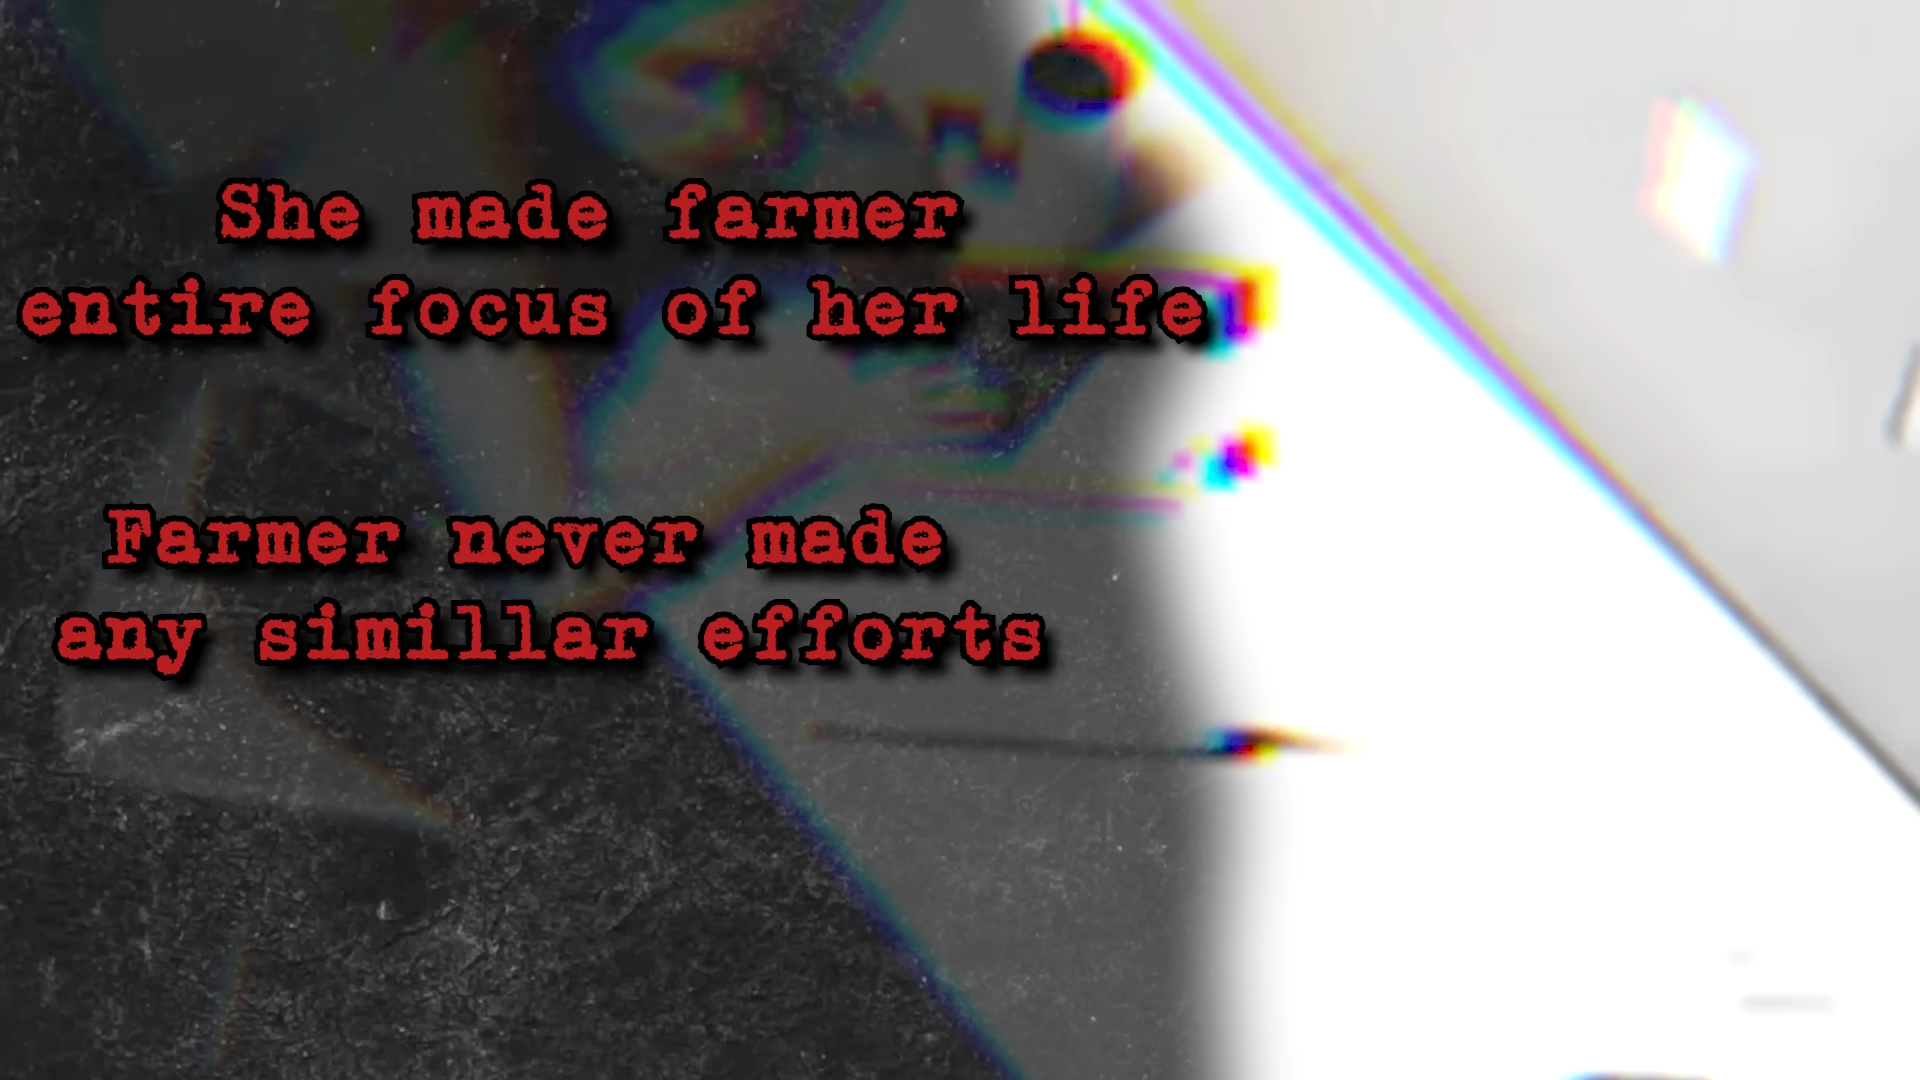 She made farmer
entire focus of her life
Farmer never made
any simillar efforts